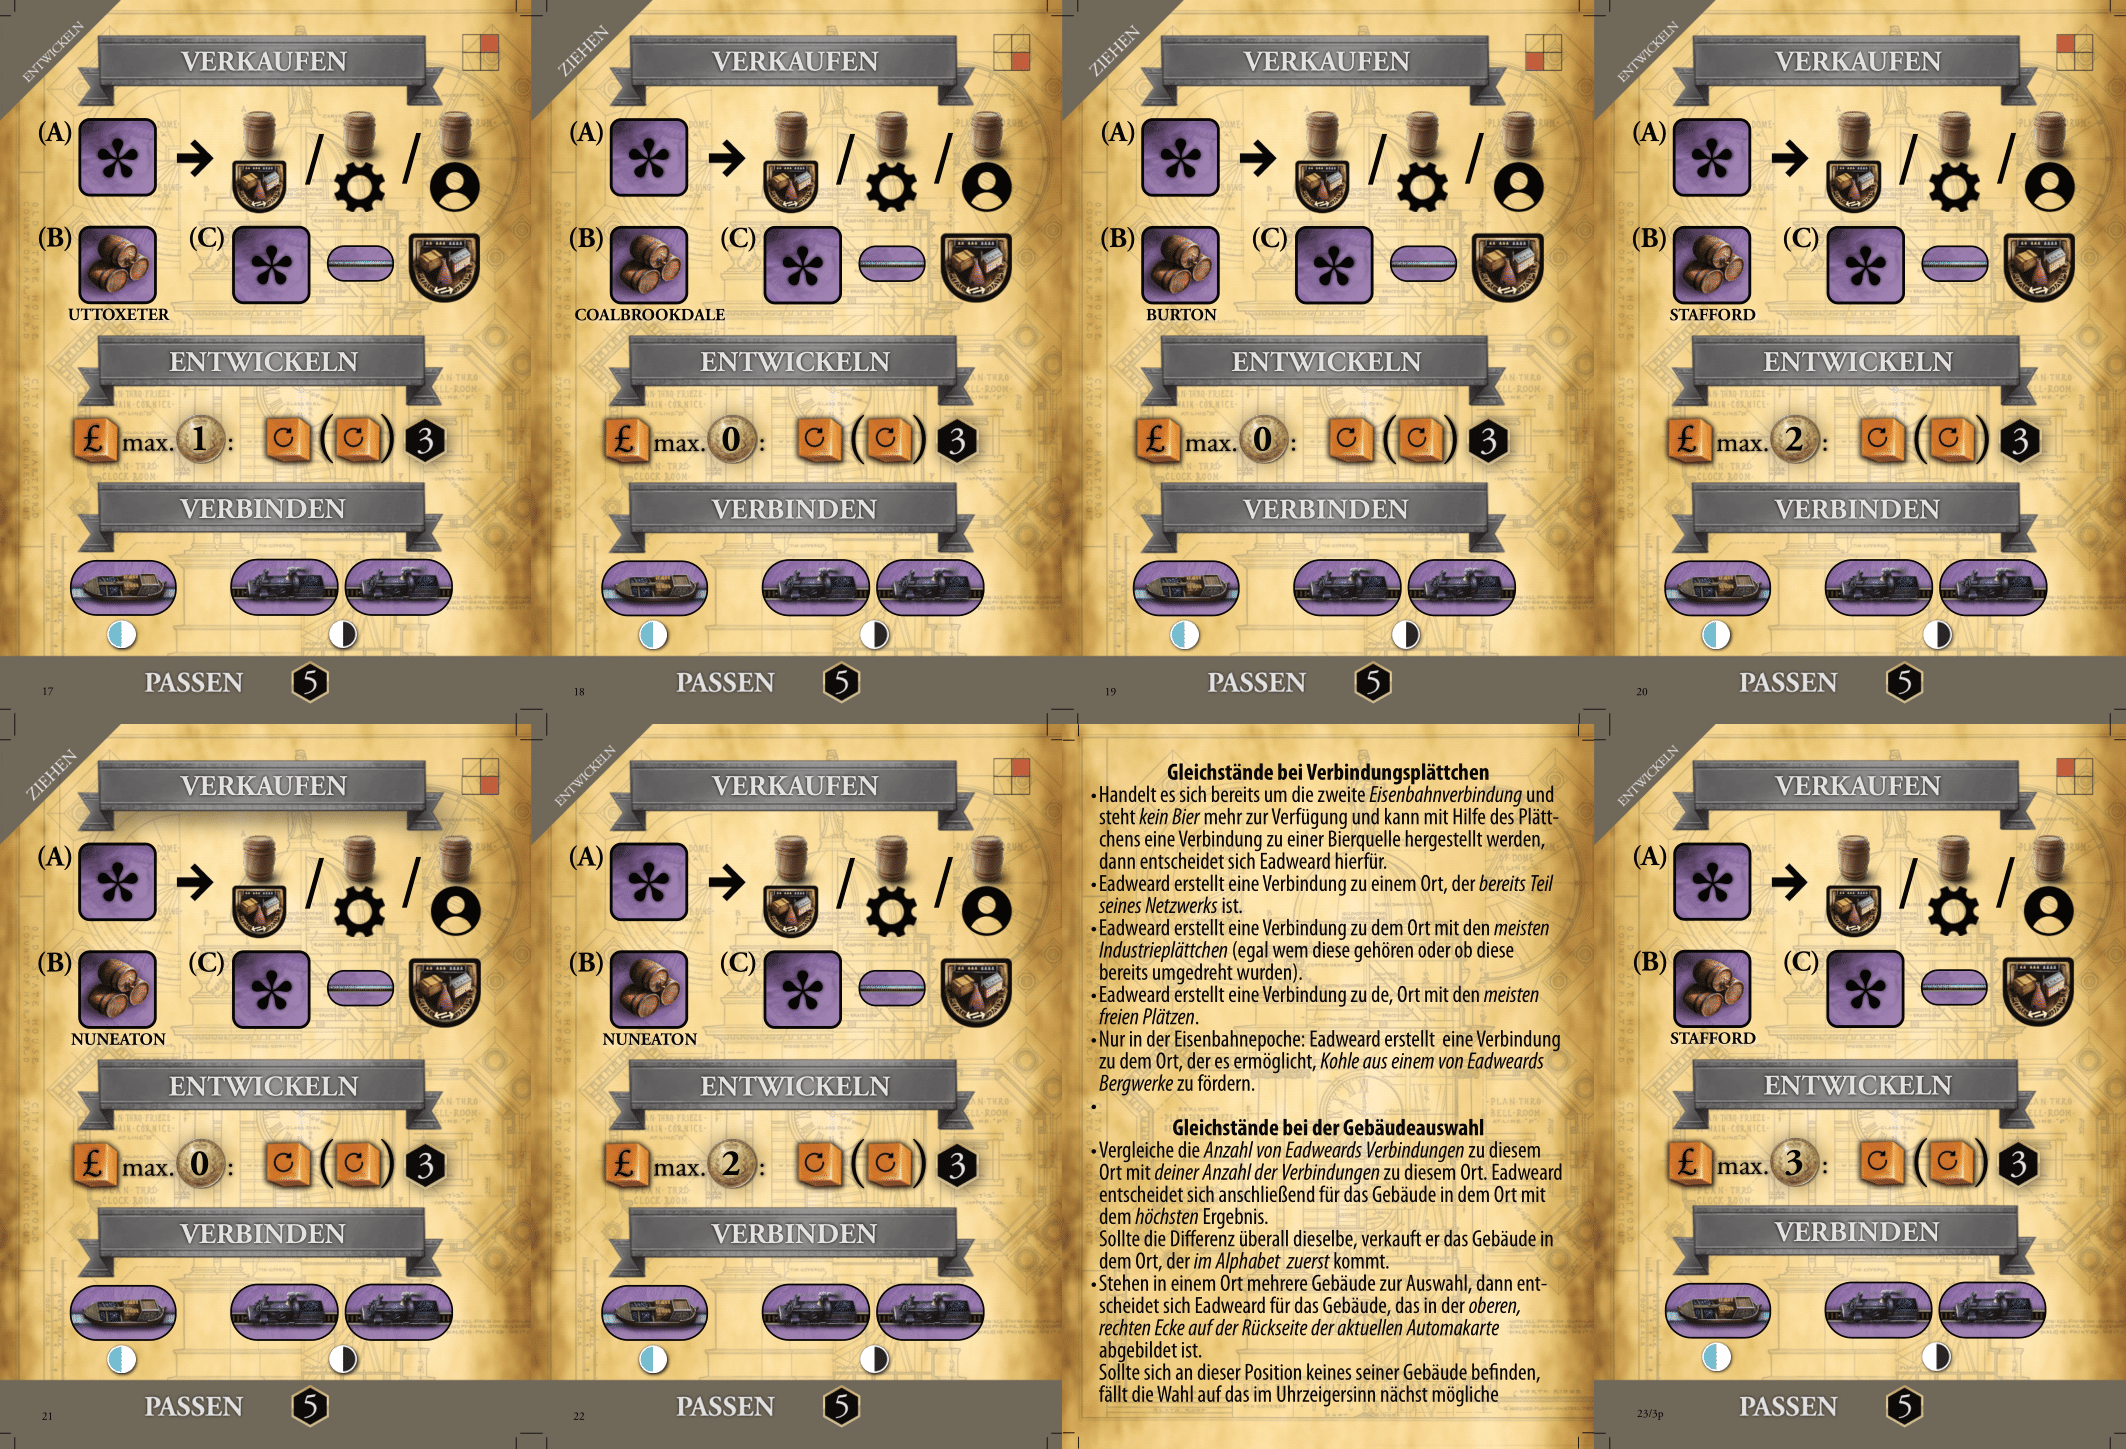 ENTWICKELN
VERKAUFEN
(A)
/
/
(B)
(C)
UTTOXETER
ENTWICKELN
£ max. 1 : ( ) 3
VERBINDEN
17
PASSEN 5
ZIEHEN
VERKAUFEN
(A)
/
/
(B)
(C)
COALBROOKDALE
ENTWICKELN
£ max. 0 : ( ) 3
VERBINDEN
18
PASSEN 5
ZIEHEN
VERKAUFEN
(A)
/
/
(B)
(C)
BURTON
ENTWICKELN
£ max. 0 : ( ) 3
VERBINDEN
19
PASSEN 5
ENTWICKELN
VERKAUFEN
(A)
/
/
(B)
(C)
STAFFORD
ENTWICKELN
£ max. 2 : ( ) 3
VERBINDEN
20
PASSEN 5
ZIEHEN
VERKAUFEN
(A)
/
/
(B)
(C)
NUNEATON
ENTWICKELN
£ max. 0 : ( ) 3
VERBINDEN
21
PASSEN 5
ENTWICKELN
VERKAUFEN
(A)
/
/
(B)
(C)
NUNEATON
ENTWICKELN
£ max. 2 : ( ) 3
VERBINDEN
22
PASSEN 5
Gleichstände bei Verbindungsplättchen
•Handelt es sich bereits um die zweite Eisenbahnverbindung und
steht kein Bier mehr zur Verfügung und kann mit Hilfe des Plätt-
chens eine Verbindung zu einer Bierquelle hergestellt werden,
dann entscheidet sich Eadweard hierfür.
•Eadweard erstellt eine Verbindung zu einem Ort, der bereits Teil
seines Netzwerks ist.
•Eadweard erstellt eine Verbindung zu dem Ort mit den meisten
Industrieplättchen (egal wem diese gehören oder ob diese
bereits umgedreht wurden).
•Eadweard erstellt eine Verbindung zu de, Ort mit den meisten
freien Plätzen.
•Nur in der Eisenbahnepoche: Eadweard erstellt eine Verbindung
zu dem Ort, der es ermöglicht, Kohle aus einem von Eadweards
Bergwerke zu fördern.
•
Gleichstände bei der Gebäudeauswahl
•Vergleiche die Anzahl von Eadweards Verbindungen zu diesem
Ort mit deiner Anzahl der Verbindungen zu diesem Ort. Eadweard
entscheidet sich anschließend für das Gebäude in dem Ort mit
dem höchsten Ergebnis.
Sollte die Differenz überall dieselbe, verkauft er das Gebäude in
dem Ort, der im Alphabet zuerst kommt.
•Stehen in einem Ort mehrere Gebäude zur Auswahl, dann ent-
scheidet sich Eadweard für das Gebäude, das in der oberen,
rechten Ecke auf der Rückseite der aktuellen Automakarte
abgebildet ist.
Sollte sich an dieser Position keines seiner Gebäude befinden,
fällt die Wahl auf das im Uhrzeigersinn nächst mögliche
ENTWICKELN
VERKAUFEN
(A)
/
/
(B)
(C)
STAFFORD
ENTWICKELN
£ max. 3 : ( ) 3
VERBINDEN
23/3p
PASSEN 5